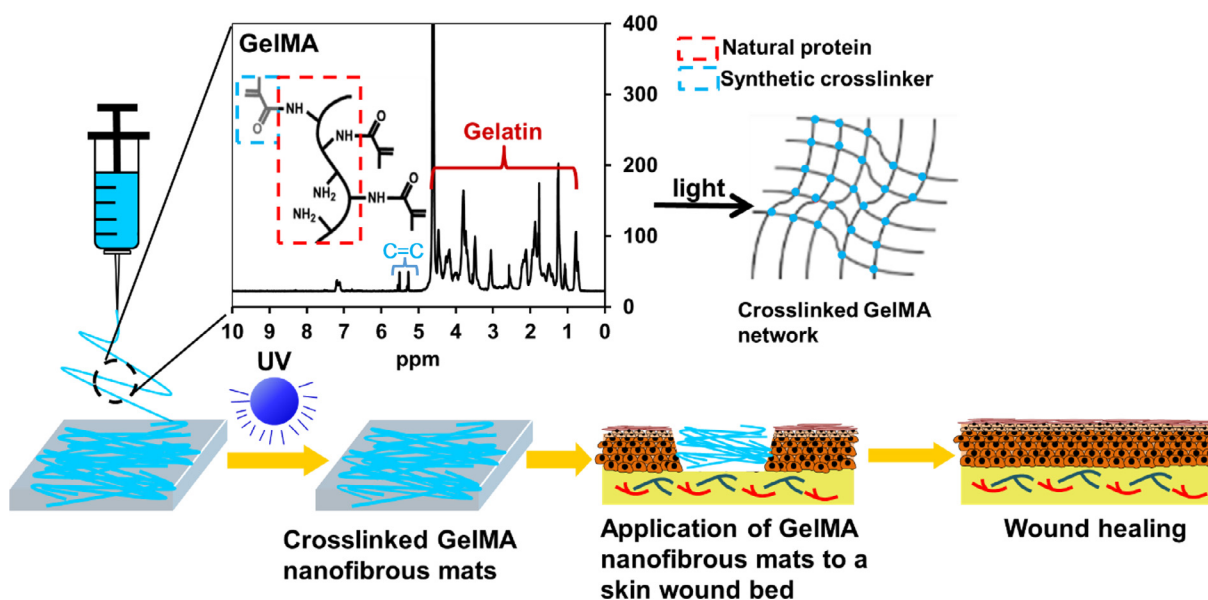 GelMA
NH
O
NH
O
NH₂
NH
O
NH₂
C=C
Gelatin
400
300
200
100
0
10 9 8 7 6 5 4 3 2 1 0
ppm
Natural protein
Synthetic crosslinker
light
Crosslinked GelMA
network
UV
Crosslinked GelMA
nanofibrous mats
Application of GelMA
nanofibrous mats to a
skin wound bed
Wound healing